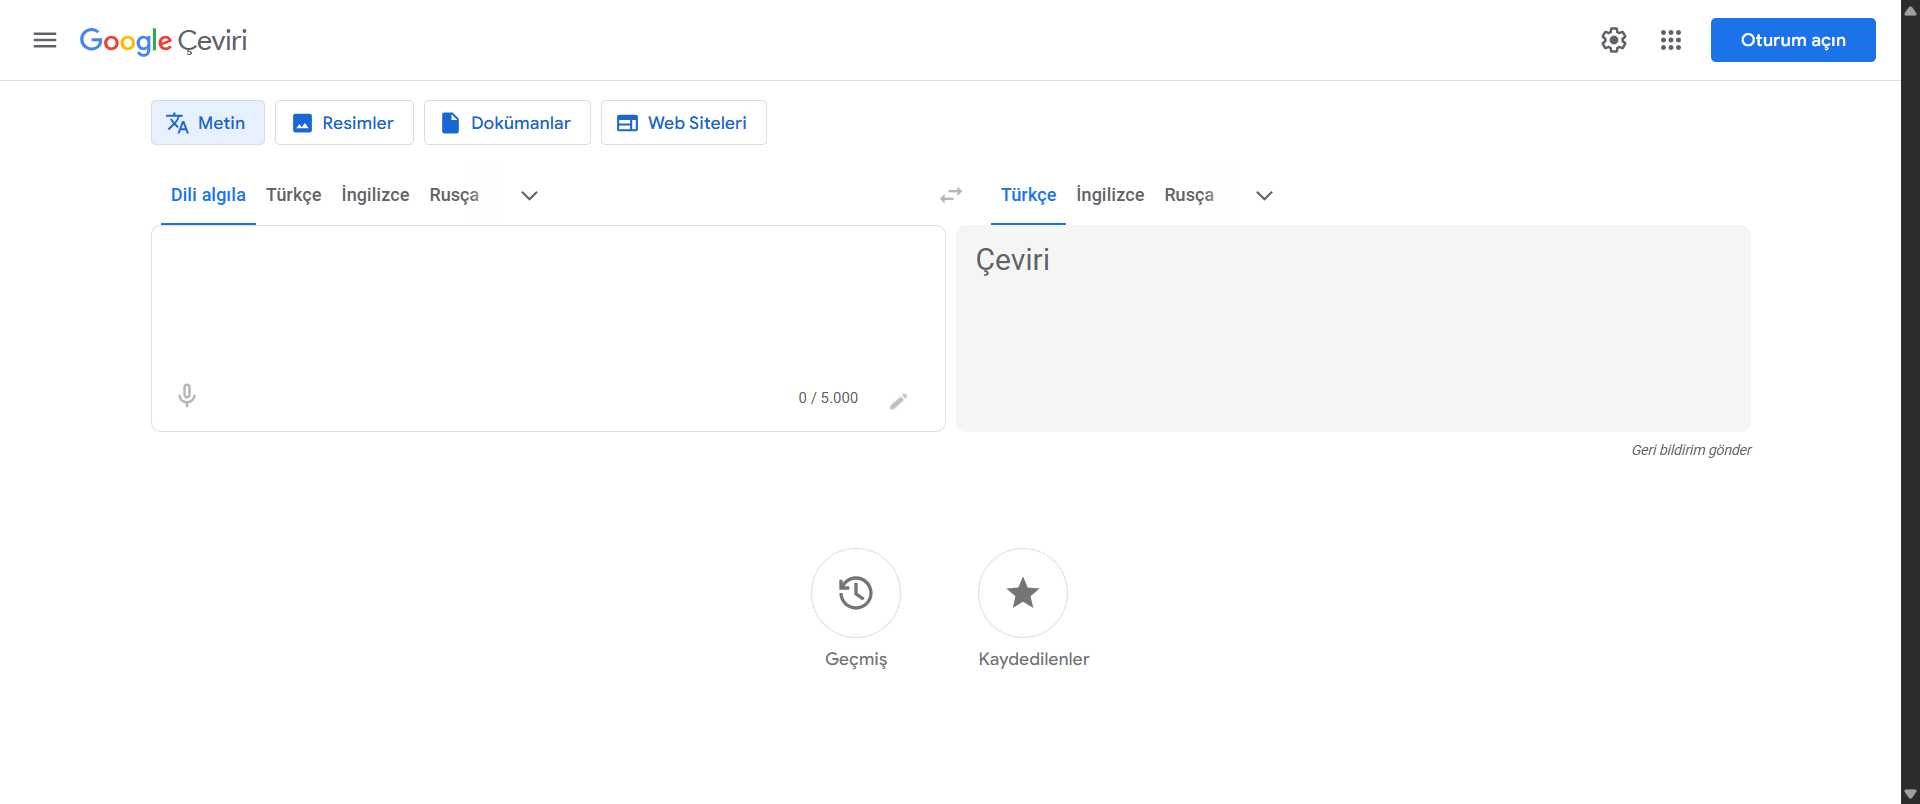 Google Çeviri
Oturum açın
Metin
Resimler
Dokümanlar
Web Siteleri
Dili algıla
Türkçe
İngilizce
Rusça
Türkçe
İngilizce
Rusça
Çeviri
0 / 5.000
Geri bildirim gönder
Geçmiş
Kaydedilenler